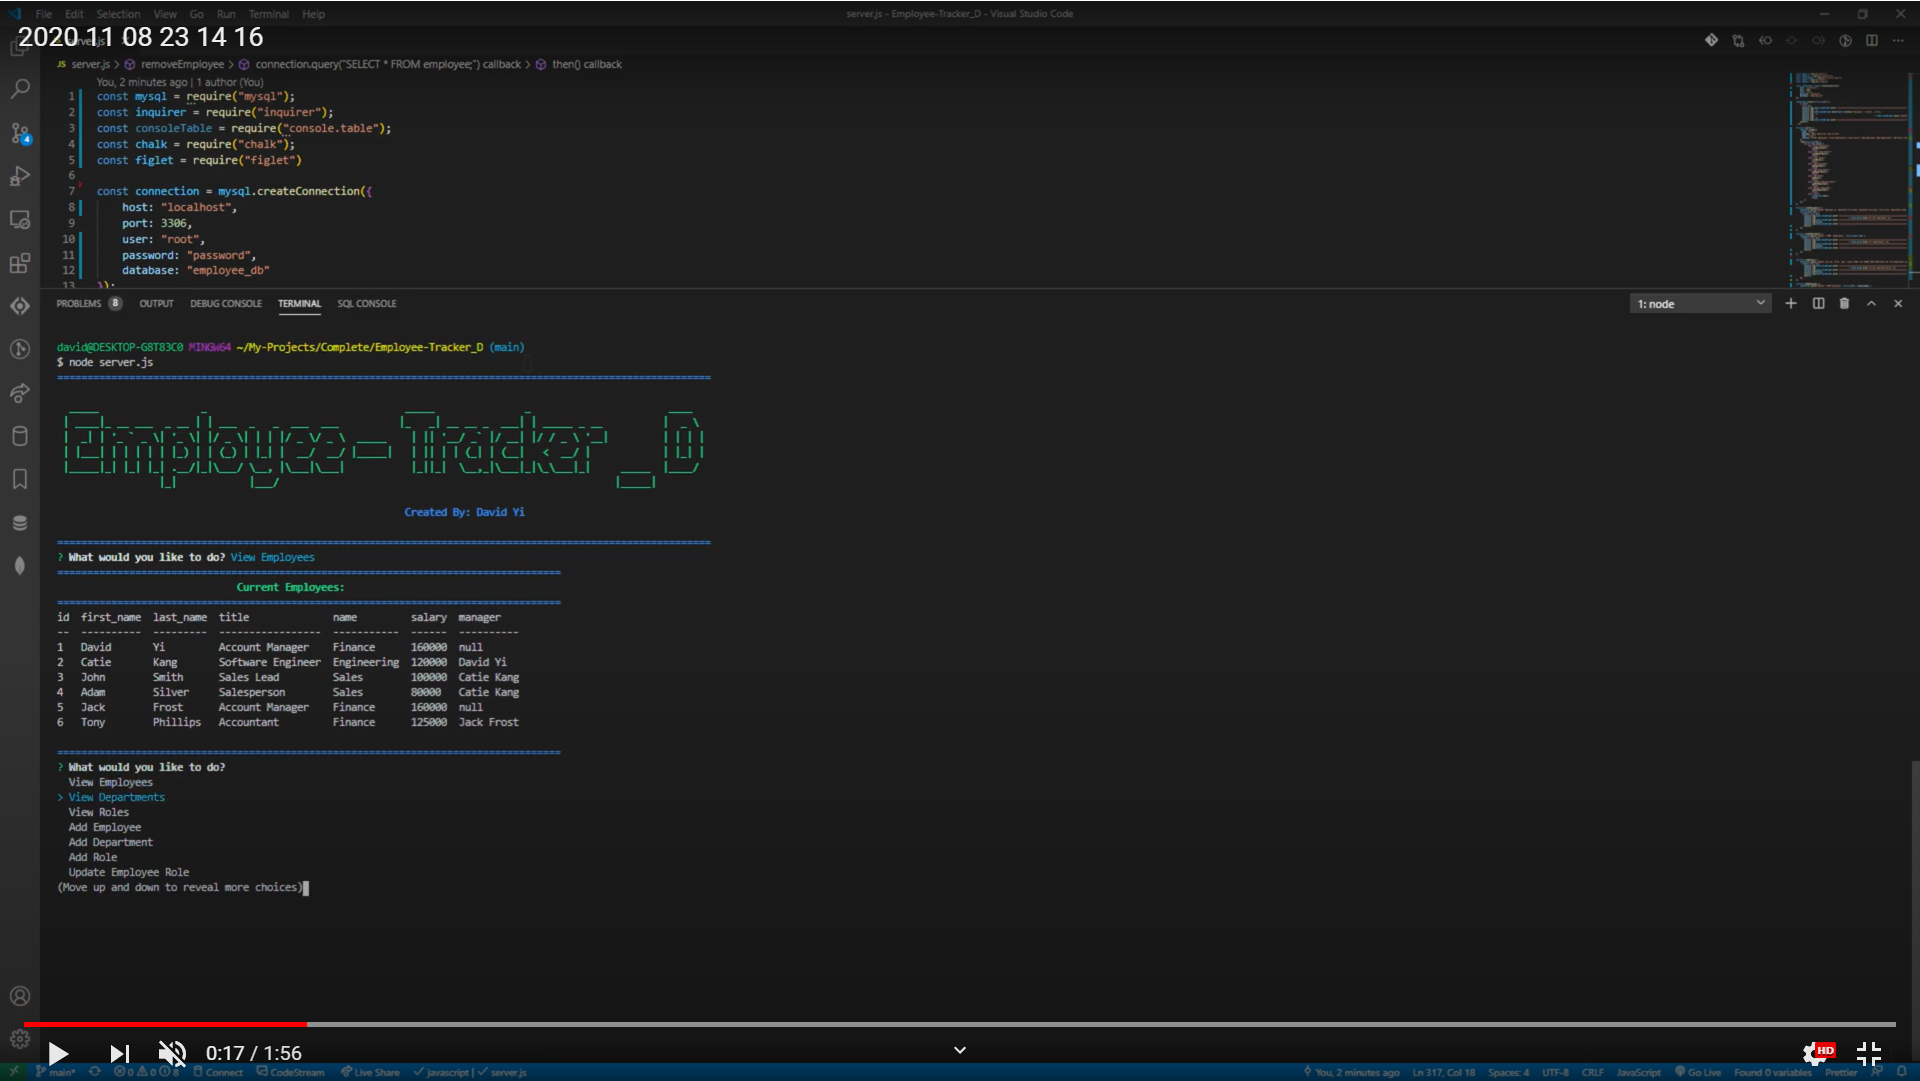 File Edit Selection View Go Run Terminal Help
server.js - Employee-Tracker_D - Visual Studio Code
2020 11 08 23 14 16
JS server.js > removeEmployee > connection.query("SELECT * FROM employee;") callback > then() callback
You, 2 minutes ago | 1 author (You)
1 const mysql = require("mysql");
2 const inquirer = require("inquirer");
3 const consoleTable = require("console.table");
4 const chalk = require("chalk");
5 const figlet = require("figlet")
6
7 const connection = mysql.createConnection({
8 host: "localhost",
9 port: 3306,
10 user: "root",
11 password: "password",
12 database: "employee_db"
13 });
PROBLEMS 8 OUTPUT DEBUG CONSOLE TERMINAL SQL CONSOLE
1: node
david@DESKTOP-G8T83C0 MINGW64 ~/My-Projects/Complete/Employee-Tracker_D (main)
$ node server.js
Employee-Tracker_D
Created By: David Yi
? What would you like to do? View Employees
Current Employees:
id first_name last_name title name salary manager
-- ---------- --------- ----------------- ----------- ------ ----------
1 David Yi Account Manager Finance 160000 null
2 Catie Kang Software Engineer Engineering 120000 David Yi
3 John Smith Sales Lead Sales 100000 Catie Kang
4 Adam Silver Salesperson Sales 80000 Catie Kang
5 Jack Frost Account Manager Finance 160000 null
6 Tony Phillips Accountant Finance 125000 Jack Frost
? What would you like to do?
View Employees
> View Departments
View Roles
Add Employee
Add Department
Add Role
Update Employee Role
(Move up and down to reveal more choices)
0:17 / 1:56
HD
main* 0 0 8 Connect CodeStream Live Share javascript | server.js
You, 2 minutes ago Ln 317, Col 18 Spaces: 4 UTF-8 CRLF JavaScript Go Live Found 0 variables Prettier